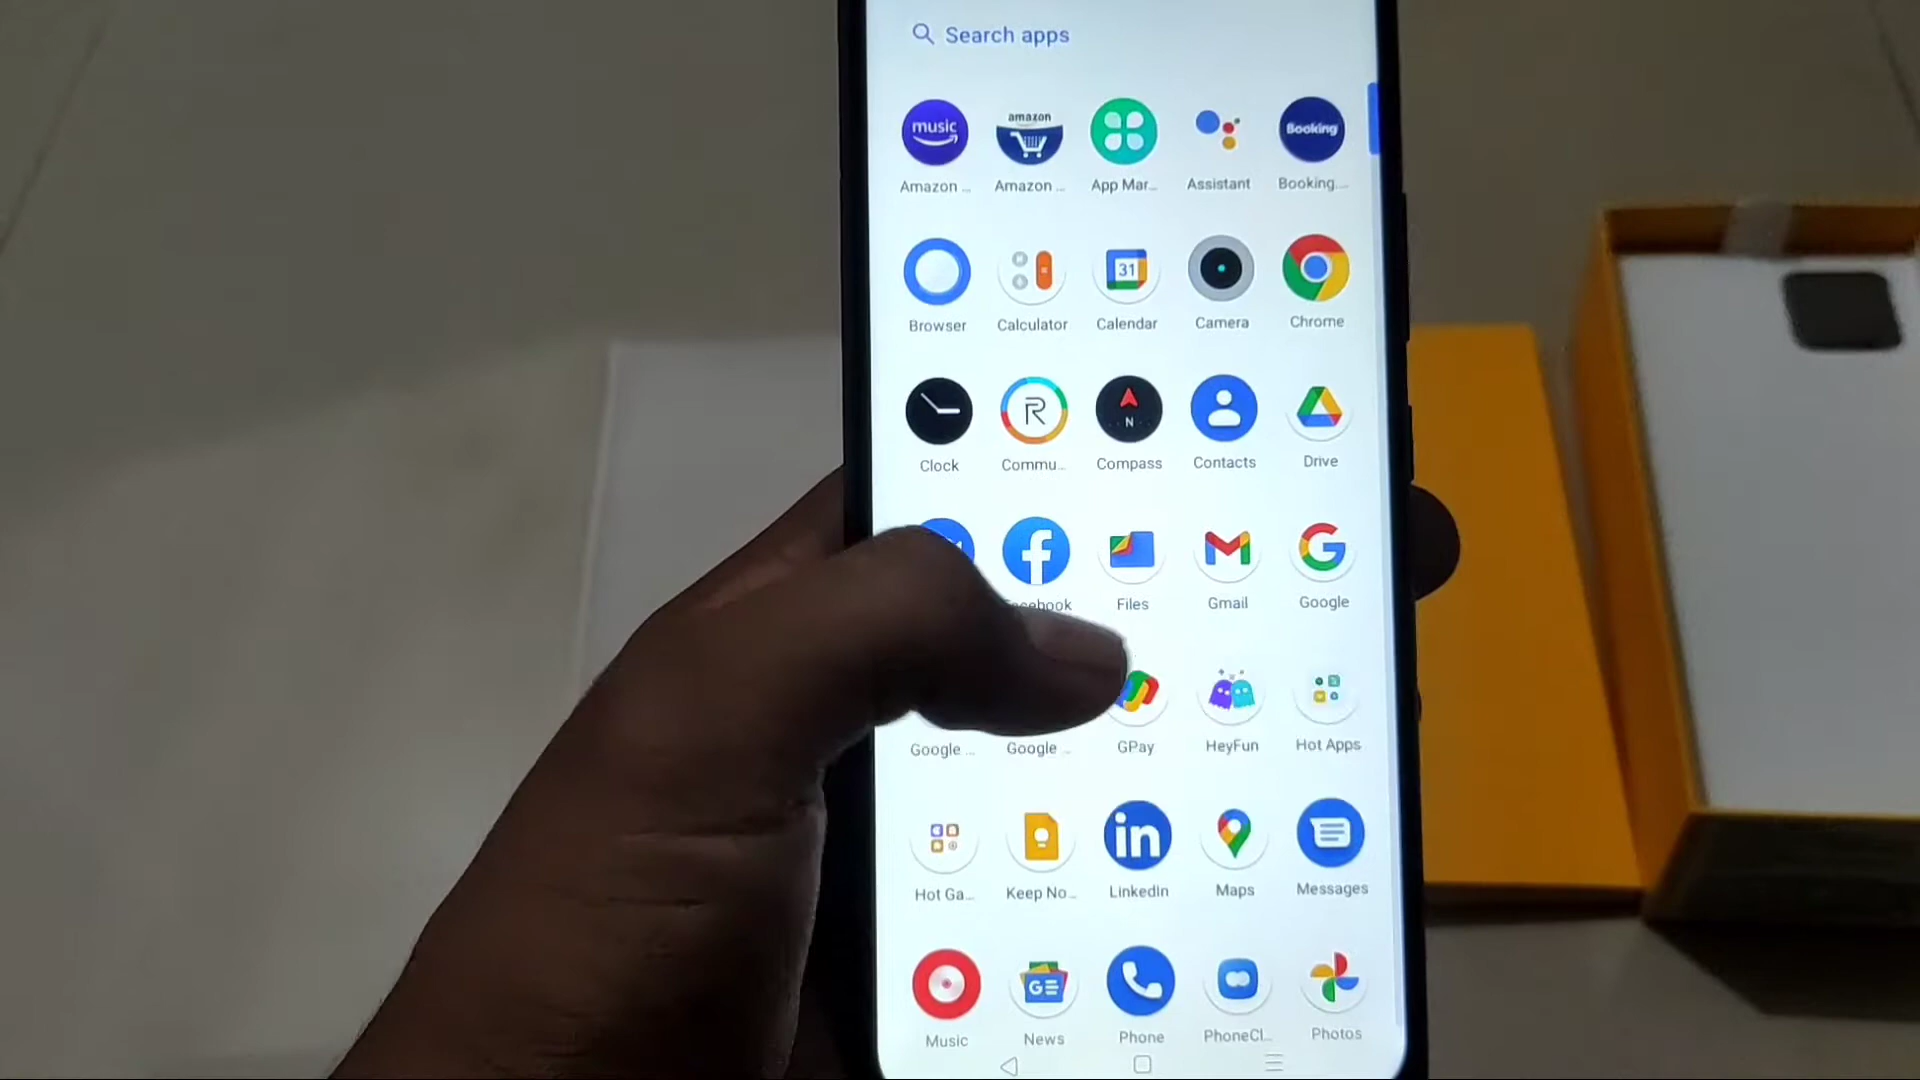 Search apps
music
amazon
Booking
Amazon ...
Amazon ...
App Mar...
Assistant
Booking....
31
Browser
Calculator
Calendar
Camera
Chrome
R
N
Clock
Commu...
Compass
Contacts
Drive
f
G
Facebook
Files
Gmail
Google
Google ...
Google ...
GPay
HeyFun
Hot Apps
in
Hot Ga...
Keep No...
LinkedIn
Maps
Messages
GE
Music
News
Phone
PhoneCl...
Photos